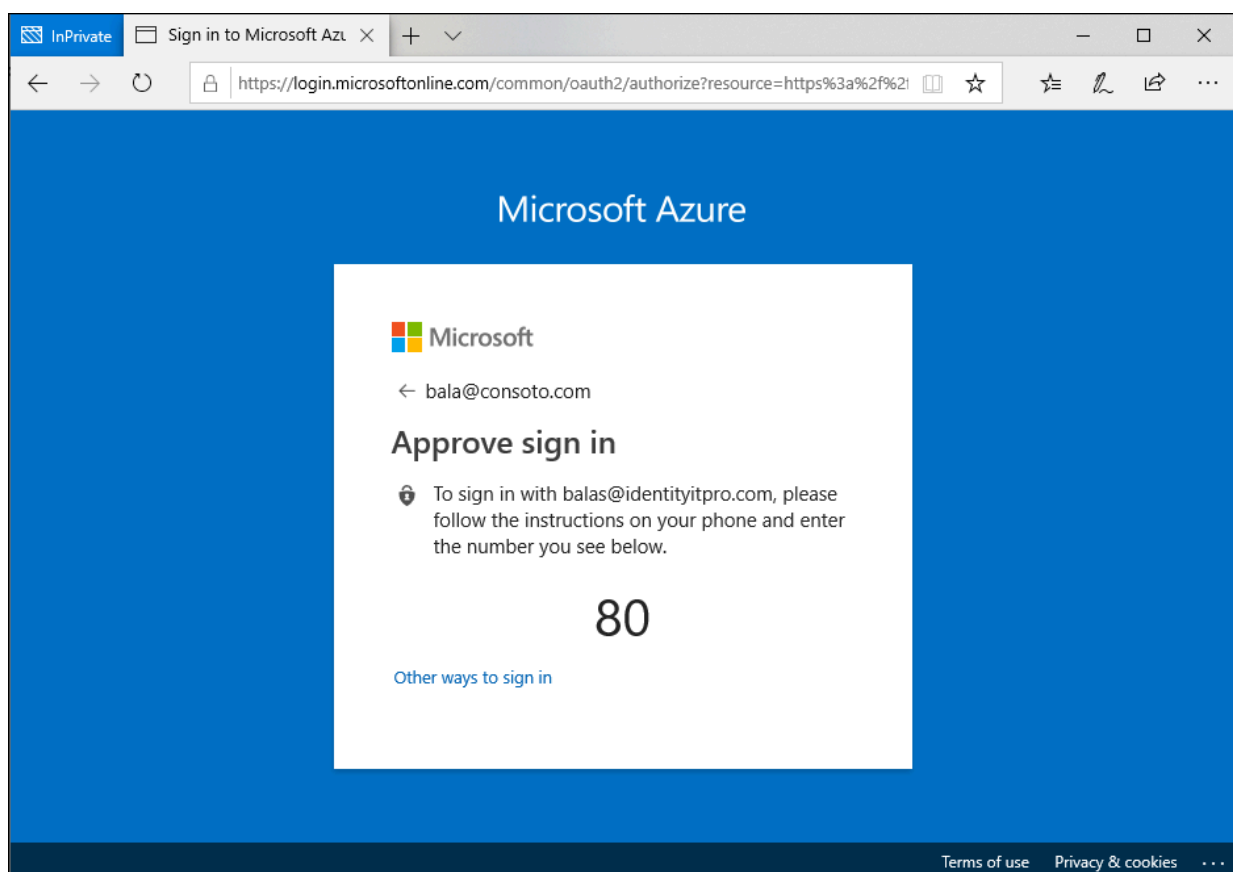 InPrivate
Sign in to Microsoft Azu
https://login.microsoftonline.com/common/oauth2/authorize?resource=https%3a%2f%2
Microsoft Azure
Microsoft
bala@consoto.com
Approve sign in
To sign in with balas@identityitpro.com, please
follow the instructions on your phone and enter
the number you see below.
80
Other ways to sign in
Terms of use Privacy & cookies ...